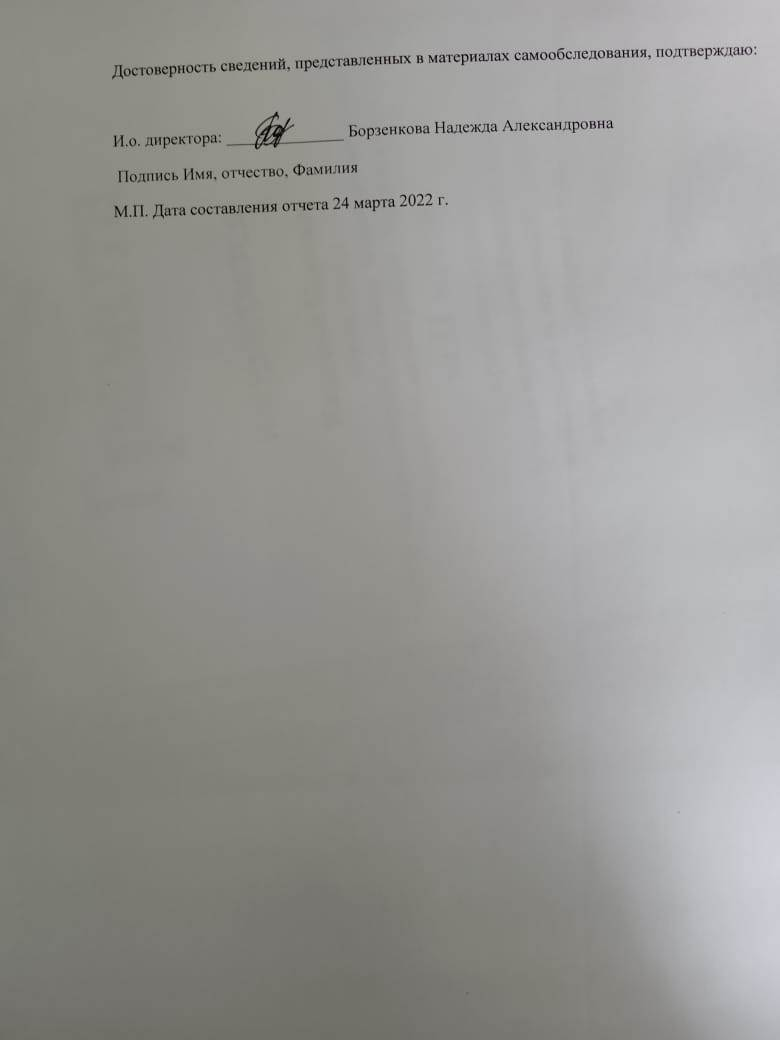 Достоверность сведений, представленных в материалах самообследования, подтверждаю:
И.о. директора: ______________ Борзенкова Надежда Александровна
Подпись Имя, отчество, Фамилия
М.П. Дата составления отчета 24 марта 2022 г.